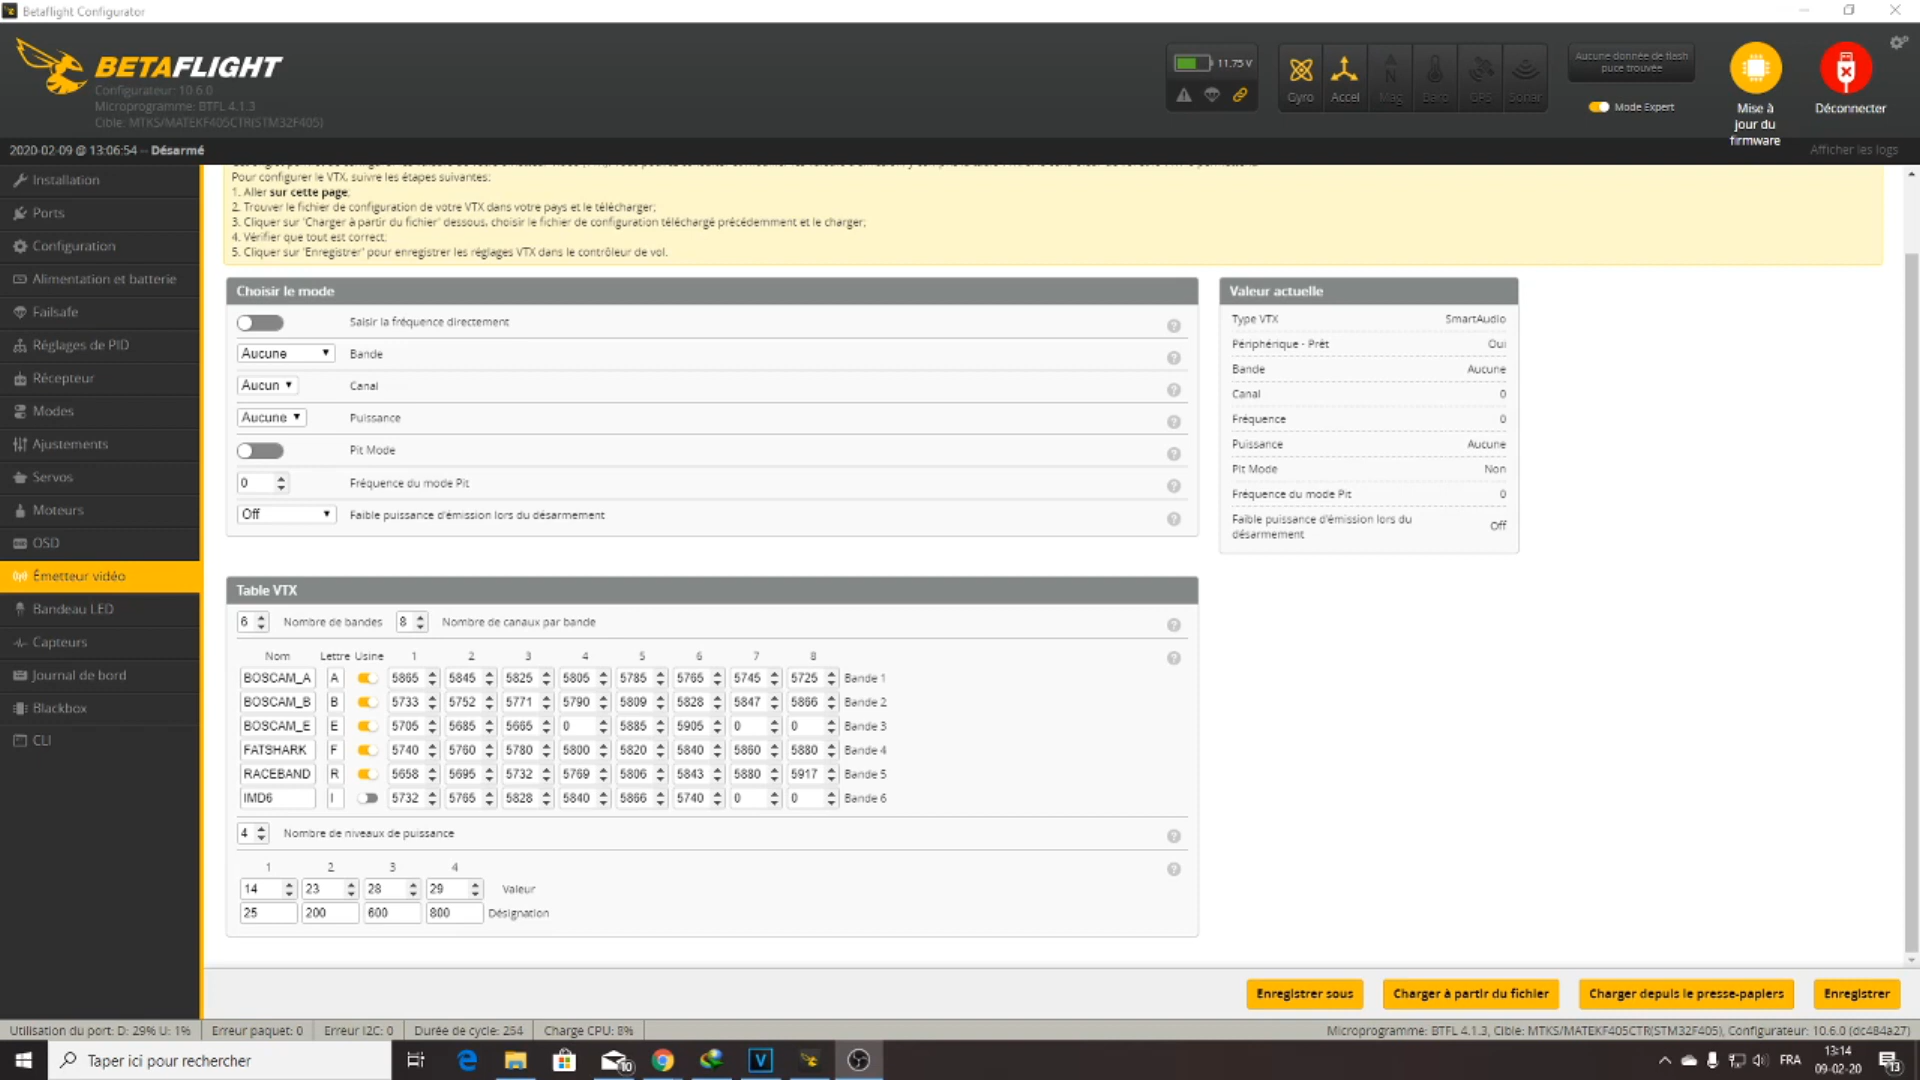 Betaflight Configurator
BETAFLIGHT
Configurateur: 10.6.0
Microprogramme: BTFL 4.1.3
Cible: MTKS/MATEKF405CTR(STM32F405)
11.75 V
Gyro
Accel
Mag
Baro
GPS
Sonar
Aucune donnée de flash
puce trouvée
Mode Expert
Mise à
jour du
firmware
Déconnecter
2020-02-09 @ 13:06:54 -- Désarmé
Afficher les logs
Installation
Ports
Configuration
Alimentation et batterie
Failsafe
Réglages de PID
Récepteur
Modes
Ajustements
Servos
Moteurs
OSD
Émetteur vidéo
Bandeau LED
Capteurs
Journal de bord
Blackbox
CLI
Pour configurer le VTX, suivre les étapes suivantes:
1. Aller sur cette page;
2. Trouver le fichier de configuration de votre VTX dans votre pays et le télécharger;
3. Cliquer sur 'Charger à partir du fichier' dessous, choisir le fichier de configuration téléchargé précédemment et le charger;
4. Vérifier que tout est correct;
5. Cliquer sur 'Enregistrer' pour enregistrer les réglages VTX dans le contrôleur de vol.
Choisir le mode
Saisir la fréquence directement
Aucune Bande
Aucun Canal
Aucune Puissance
Pit Mode
0 Fréquence du mode Pit
Off Faible puissance d'émission lors du désarmement
Valeur actuelle
Type VTX SmartAudio
Périphérique - Prêt Oui
Bande Aucune
Canal 0
Fréquence 0
Puissance Aucune
Pit Mode Non
Fréquence du mode Pit 0
Faible puissance d'émission lors du
désarmement Off
Table VTX
6 Nombre de bandes 8 Nombre de canaux par bande
Nom Lettre Usine 1 2 3 4 5 6 7 8
BOSCAM_A A 5865 5845 5825 5805 5785 5765 5745 5725 Bande 1
BOSCAM_B B 5733 5752 5771 5790 5809 5828 5847 5866 Bande 2
BOSCAM_E E 5705 5685 5665 0 5885 5905 0 0 Bande 3
FATSHARK F 5740 5760 5780 5800 5820 5840 5860 5880 Bande 4
RACEBAND R 5658 5695 5732 5769 5806 5843 5880 5917 Bande 5
IMD6 I 5732 5765 5828 5840 5866 5740 0 0 Bande 6
4 Nombre de niveaux de puissance
1 2 3 4
14 23 28 29 Valeur
25 200 600 800 Désignation
Enregistrer sous
Charger à partir du fichier
Charger depuis le presse-papiers
Enregistrer
Utilisation du port: D: 29% U: 1% Erreur paquet: 0 Erreur I2C: 0 Durée de cycle: 254 Charge CPU: 8%
Microprogramme: BTFL 4.1.3, Cible: MTKS/MATEKF405CTR(STM32F405), Configurateur: 10.6.0 (dc484a27)
Taper ici pour rechercher
10
V
FRA
13:14
09-02-20
13